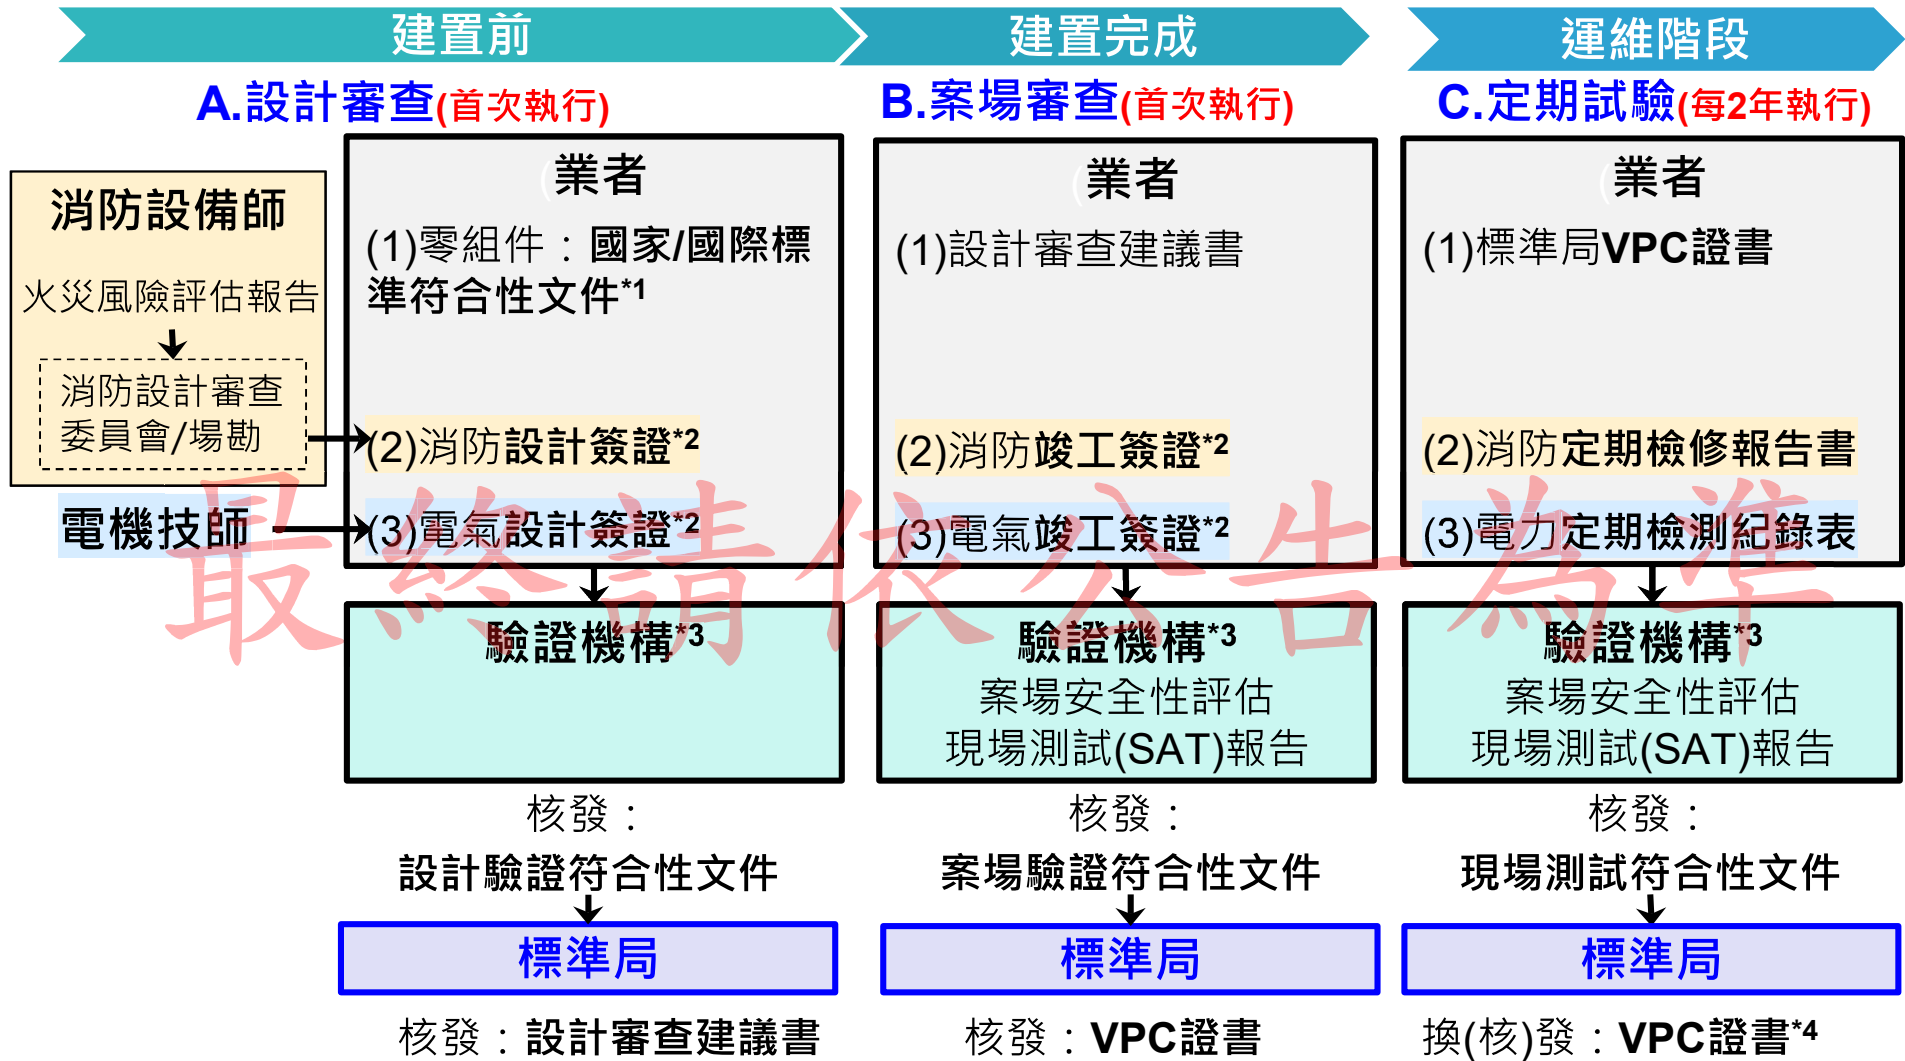 建置前
建置完成
運維階段
A.設計審查(首次執行)
B.案場審查(首次執行)
C.定期試驗(每2年執行)
消防設備師
火災風險評估報告
消防設計審查
委員會/場勘
電機技師
(業者
(1)零組件：國家/國際標
準符合性文件*1
(2)消防設計簽證*2
(3)電氣設計簽證*2
驗證機構*3
核發：
設計驗證符合性文件
標準局
核發：設計審查建議書
(業者
(1)設計審查建議書
(2)消防竣工簽證*2
(3)電氣竣工簽證*2
驗證機構*3
案場安全性評估
現場測試(SAT)報告
核發：
案場驗證符合性文件
標準局
核發：VPC證書
(業者
(1)標準局VPC證書
(2)消防定期檢修報告書
(3)電力定期檢測紀錄表
驗證機構*3
案場安全性評估
現場測試(SAT)報告
核發：
現場測試符合性文件
標準局
換(核)發：VPC證書*4
最終請依公告為準